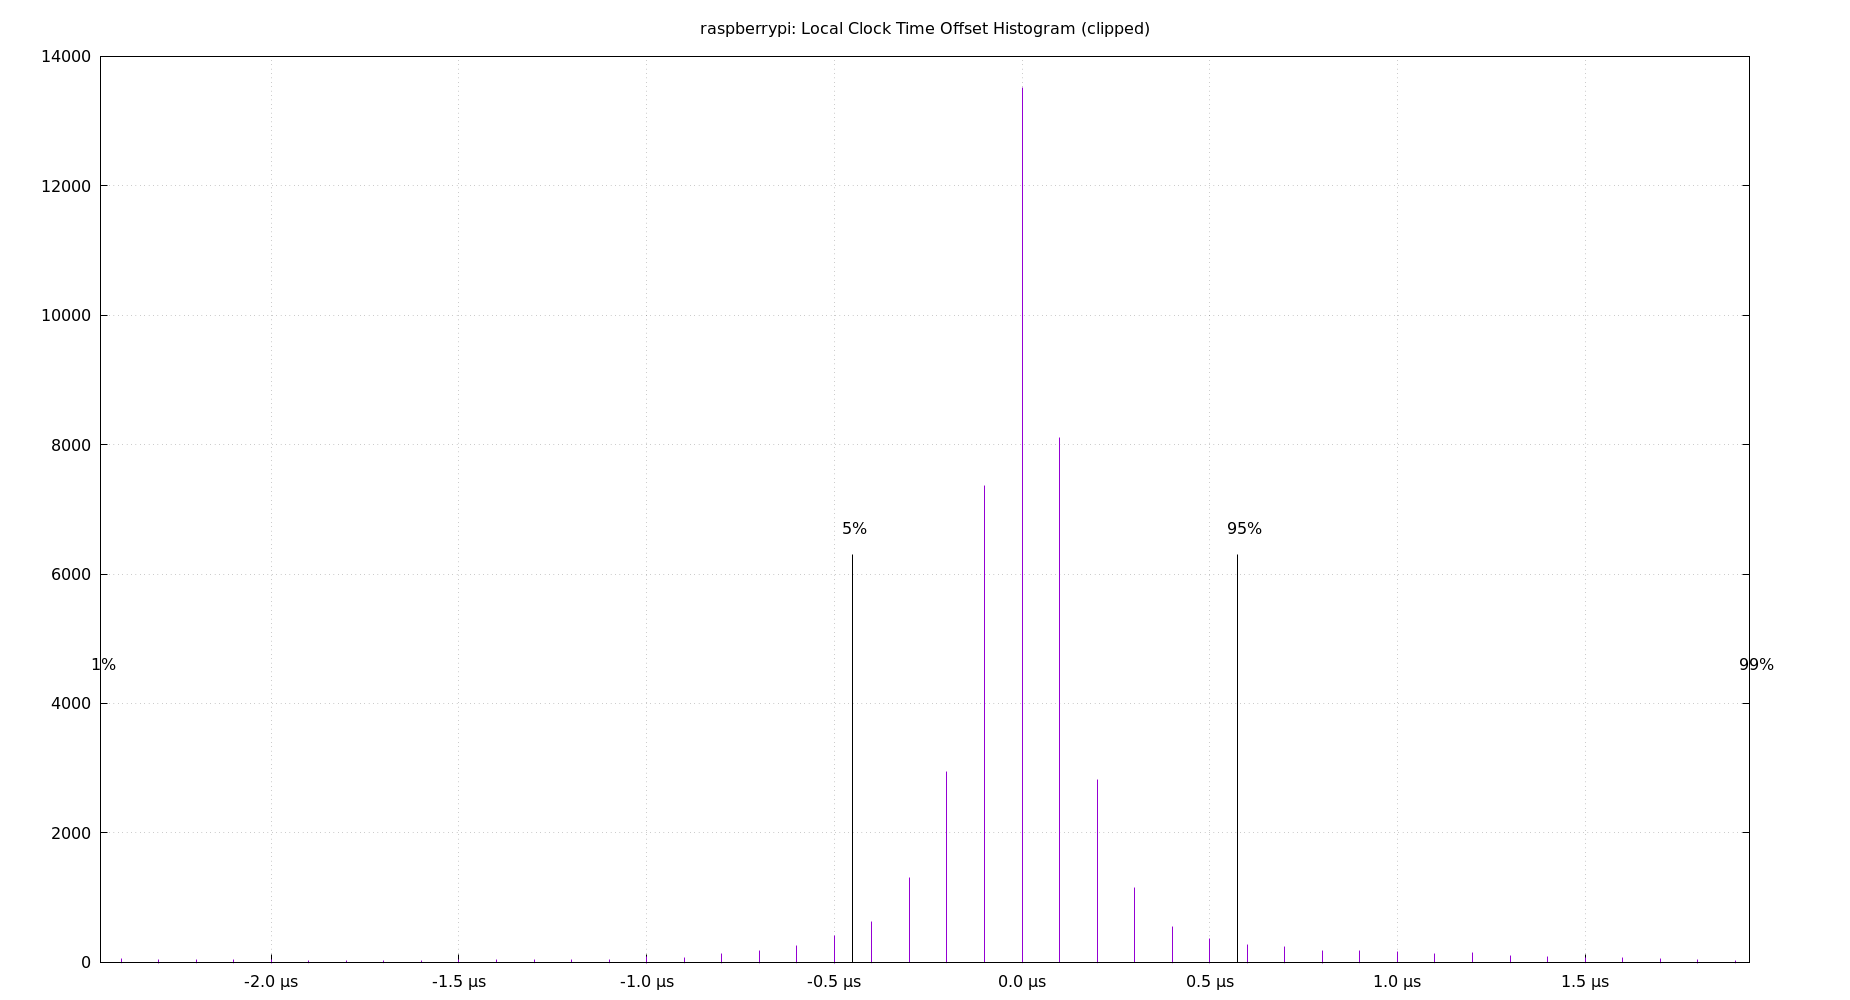 raspberrypi: Local Clock Time Offset Histogram (clipped)
14000
12000
10000
8000
5%
95%
6000
1%
99%
4000
2000
0
-2.0 µs
-1.5 µs
-1.0 µs
-0.5 µs
0.0 µs
0.5 µs
1.0 µs
1.5 µs